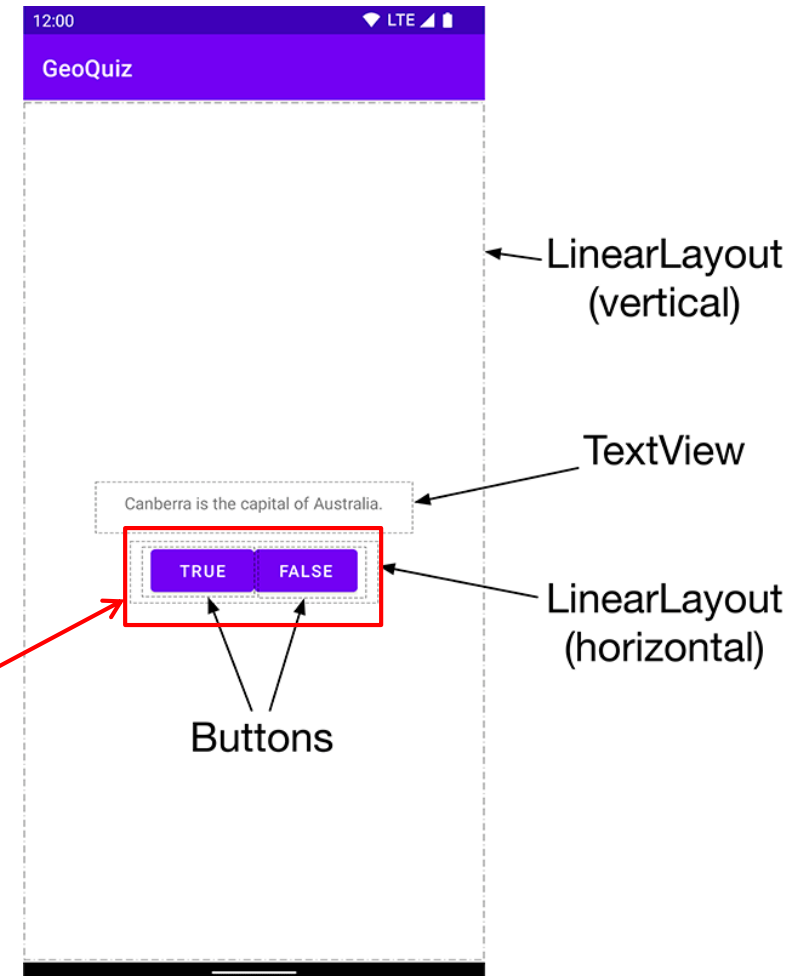 12:00 LTE
GeoQuiz
LinearLayout
(vertical)
TextView
Canberra is the capital of Australia.
TRUE FALSE
LinearLayout
(horizontal)
Buttons